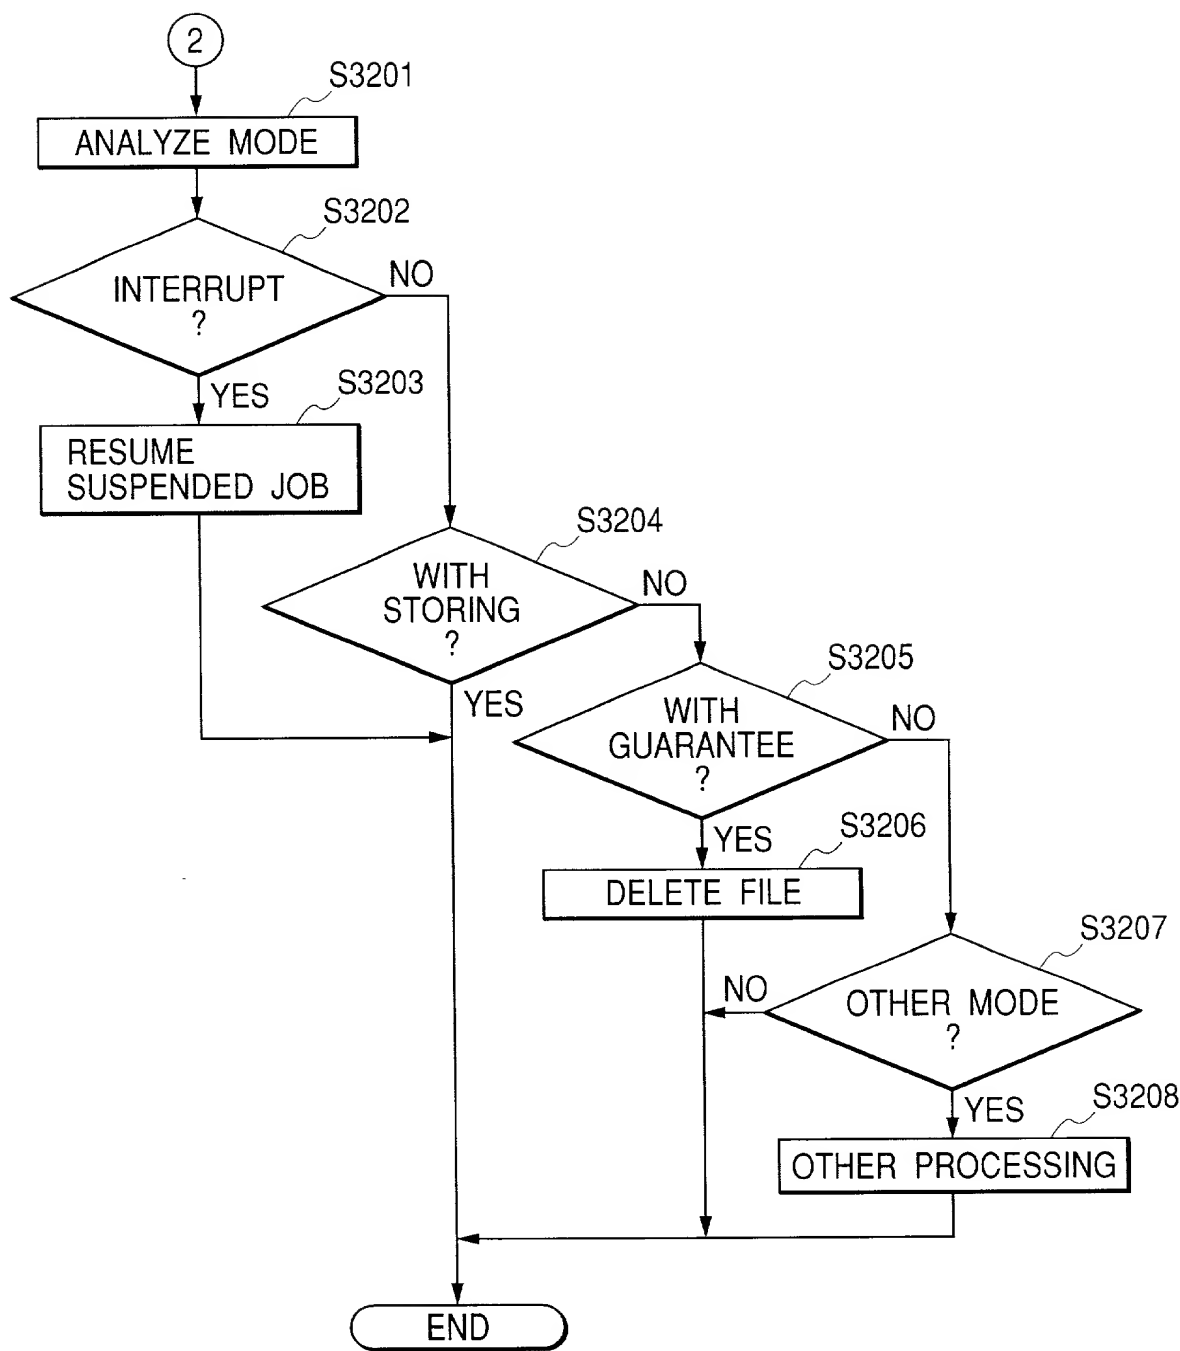 2
S3201
ANALYZE MODE
S3202
INTERRUPT
?
NO
YES
S3203
RESUME
SUSPENDED JOB
S3204
WITH
STORING
?
NO
YES
S3205
WITH
GUARANTEE
?
NO
YES
S3206
DELETE FILE
S3207
OTHER MODE
?
NO
YES
S3208
OTHER PROCESSING
END